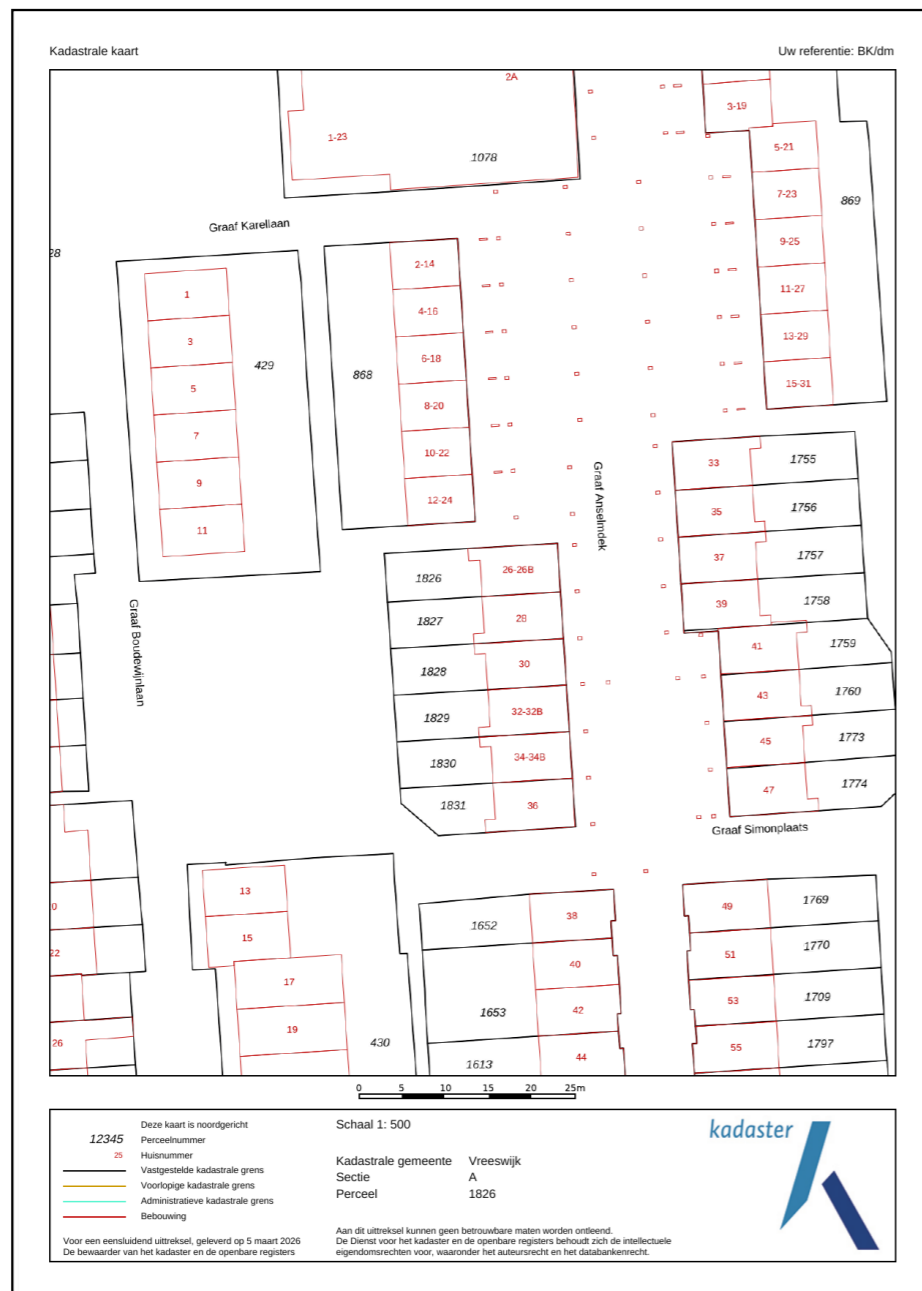 Kadastrale kaart
Uw referentie: BK/dm
2A
3-19
1-23
1078
5-21
7-23
869
Graaf Karellaan
28
9-25
2-14
11-27
1
4-16
13-29
3
6-18
429
868
15-31
5
8-20
7
10-22
33
1755
9
12-24
Graaf Anselmdek
35
1756
11
37
1757
26-26B
1826
39
1758
28
1827
Graaf Boudewijnlaan
41
1759
30
1828
43
1760
32-32B
1829
45
1773
34-34B
1830
47
1774
36
1831
Graaf Simonplaats
13
49
1769
20
38
1652
15
51
1770
22
40
17
53
1709
1653
42
19
26
430
55
1797
44
1613
0 5 10 15 20 25m
Deze kaart is noordgericht
12345 Perceelnummer
25 Huisnummer
Vastgestelde kadastrale grens
Voorlopige kadastrale grens
Administratieve kadastrale grens
Bebouwing
Voor een eensluidend uittreksel, geleverd op 5 maart 2026
De bewaarder van het kadaster en de openbare registers
Schaal 1: 500
Kadastrale gemeente Vreeswijk
Sectie A
Perceel 1826
Aan dit uittreksel kunnen geen betrouwbare maten worden ontleend.
De Dienst voor het kadaster en de openbare registers behoudt zich de intellectuele
eigendomsrechten voor, waaronder het auteursrecht en het databankenrecht.
kadaster